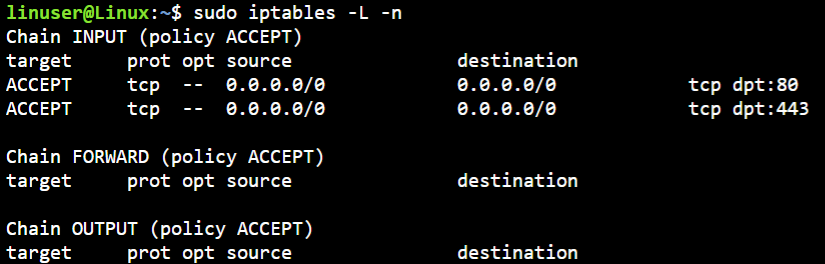 linuser@Linux:~$ sudo iptables -L -n
Chain INPUT (policy ACCEPT)
target     prot opt source               destination
ACCEPT     tcp  --  0.0.0.0/0            0.0.0.0/0            tcp dpt:80
ACCEPT     tcp  --  0.0.0.0/0            0.0.0.0/0            tcp dpt:443

Chain FORWARD (policy ACCEPT)
target     prot opt source               destination

Chain OUTPUT (policy ACCEPT)
target     prot opt source               destination